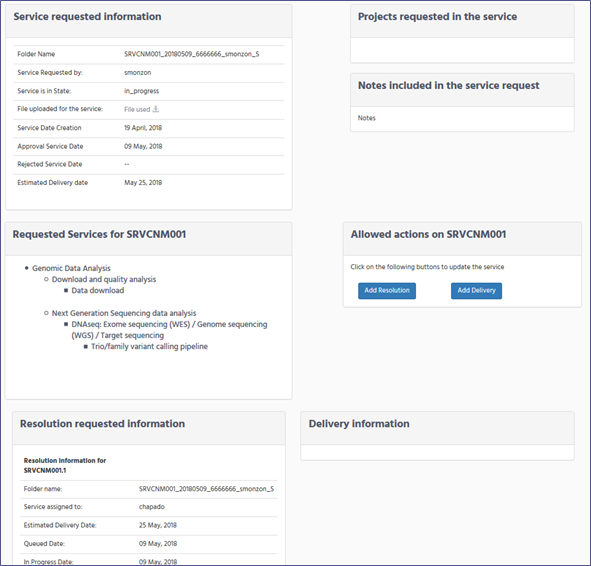 Service requested information
Folder Name SRVCNM001_20180509_6666666_smonzon_S
Service Requested by: smonzon
Service is in State: in_progress
File uploaded for the service: File used
Service Date Creation 19 April, 2018
Approval Service Date 09 May, 2018
Rejected Service Date --
Estimated Delivery date May 25, 2018
Projects requested in the service
Notes included in the service request
Notes
Requested Services for SRVCNM001
Genomic Data Analysis
Download and quality analysis
Data download
Next Generation Sequencing data analysis
DNAseq: Exome sequencing (WES) / Genome sequencing
(WGS) / Target sequencing
Trio/family variant calling pipeline
Allowed actions on SRVCNM001
Click on the following buttons to update the service
Add Resolution Add Delivery
Resolution requested information
Resolution Information for
SRVCNM001.1
Folder name: SRVCNM001_20180509_6666666_smonzon_S
Service assigned to: chapado
Estimated Delivery Date: 25 May, 2018
Queued Date: 09 May, 2018
In Progress Date: 09 May, 2018
Delivery information